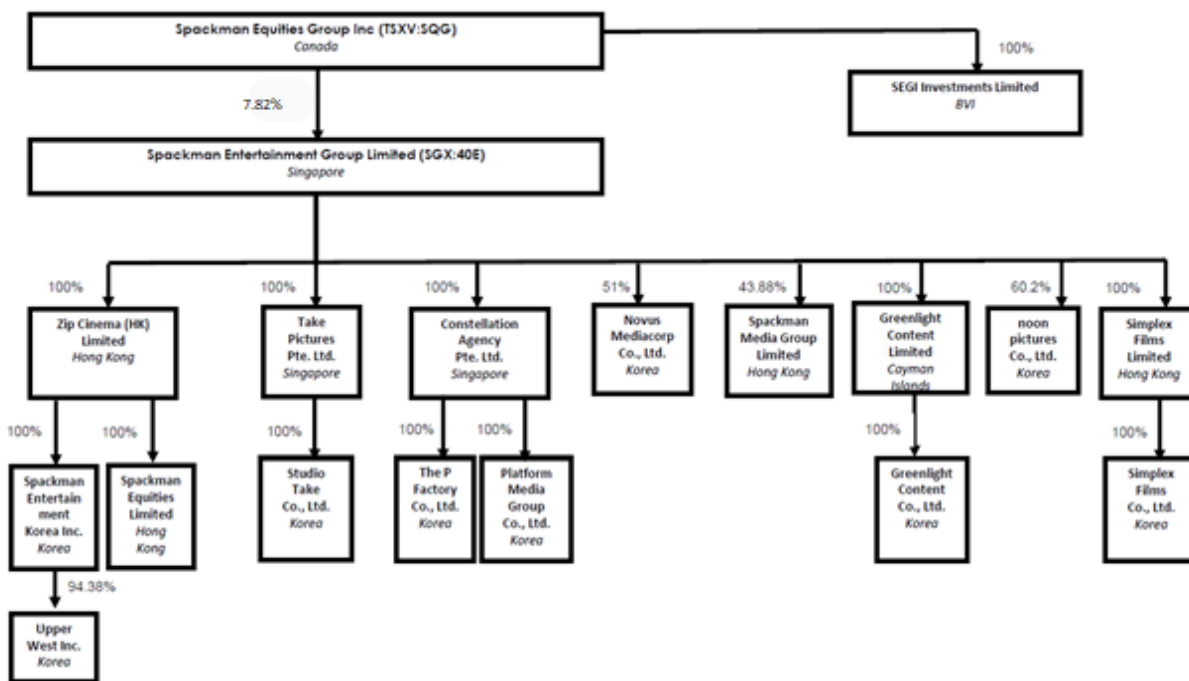 Spackman Equities Group Inc (TSXV:SQG)
Canada
100%
SEGI Investments Limited
BVI
7.82%
Spackman Entertainment Group Limited (SGX:40E)
Singapore
100%
100%
100%
51%
43.88%
100%
60.2%
100%
Zip Cinema (HK)
Limited
Hong Kong
Take
Pictures
Pte. Ltd.
Singapore
Constellation
Agency
Pte. Ltd.
Singapore
Novus
Mediacorp
Co., Ltd.
Korea
Spackman
Media Group
Limited
Hong Kong
Greenlight
Content
Limited
Cayman
Islands
noon
pictures
Co., Ltd.
Korea
Simplex
Films
Limited
Hong Kong
100%
100%
100%
100%
100%
100%
100%
Spackman
Entertain
ment
Korea Inc.
Korea
Spackman
Equities
Limited
Hong
Kong
Studio
Take
Co., Ltd.
Korea
The P
Factory
Co., Ltd.
Korea
Platform
Media
Group
Co., Ltd.
Korea
Greenlight
Content
Co., Ltd.
Korea
Simplex
Films
Co., Ltd.
Korea
94.38%
Upper
West Inc.
Korea